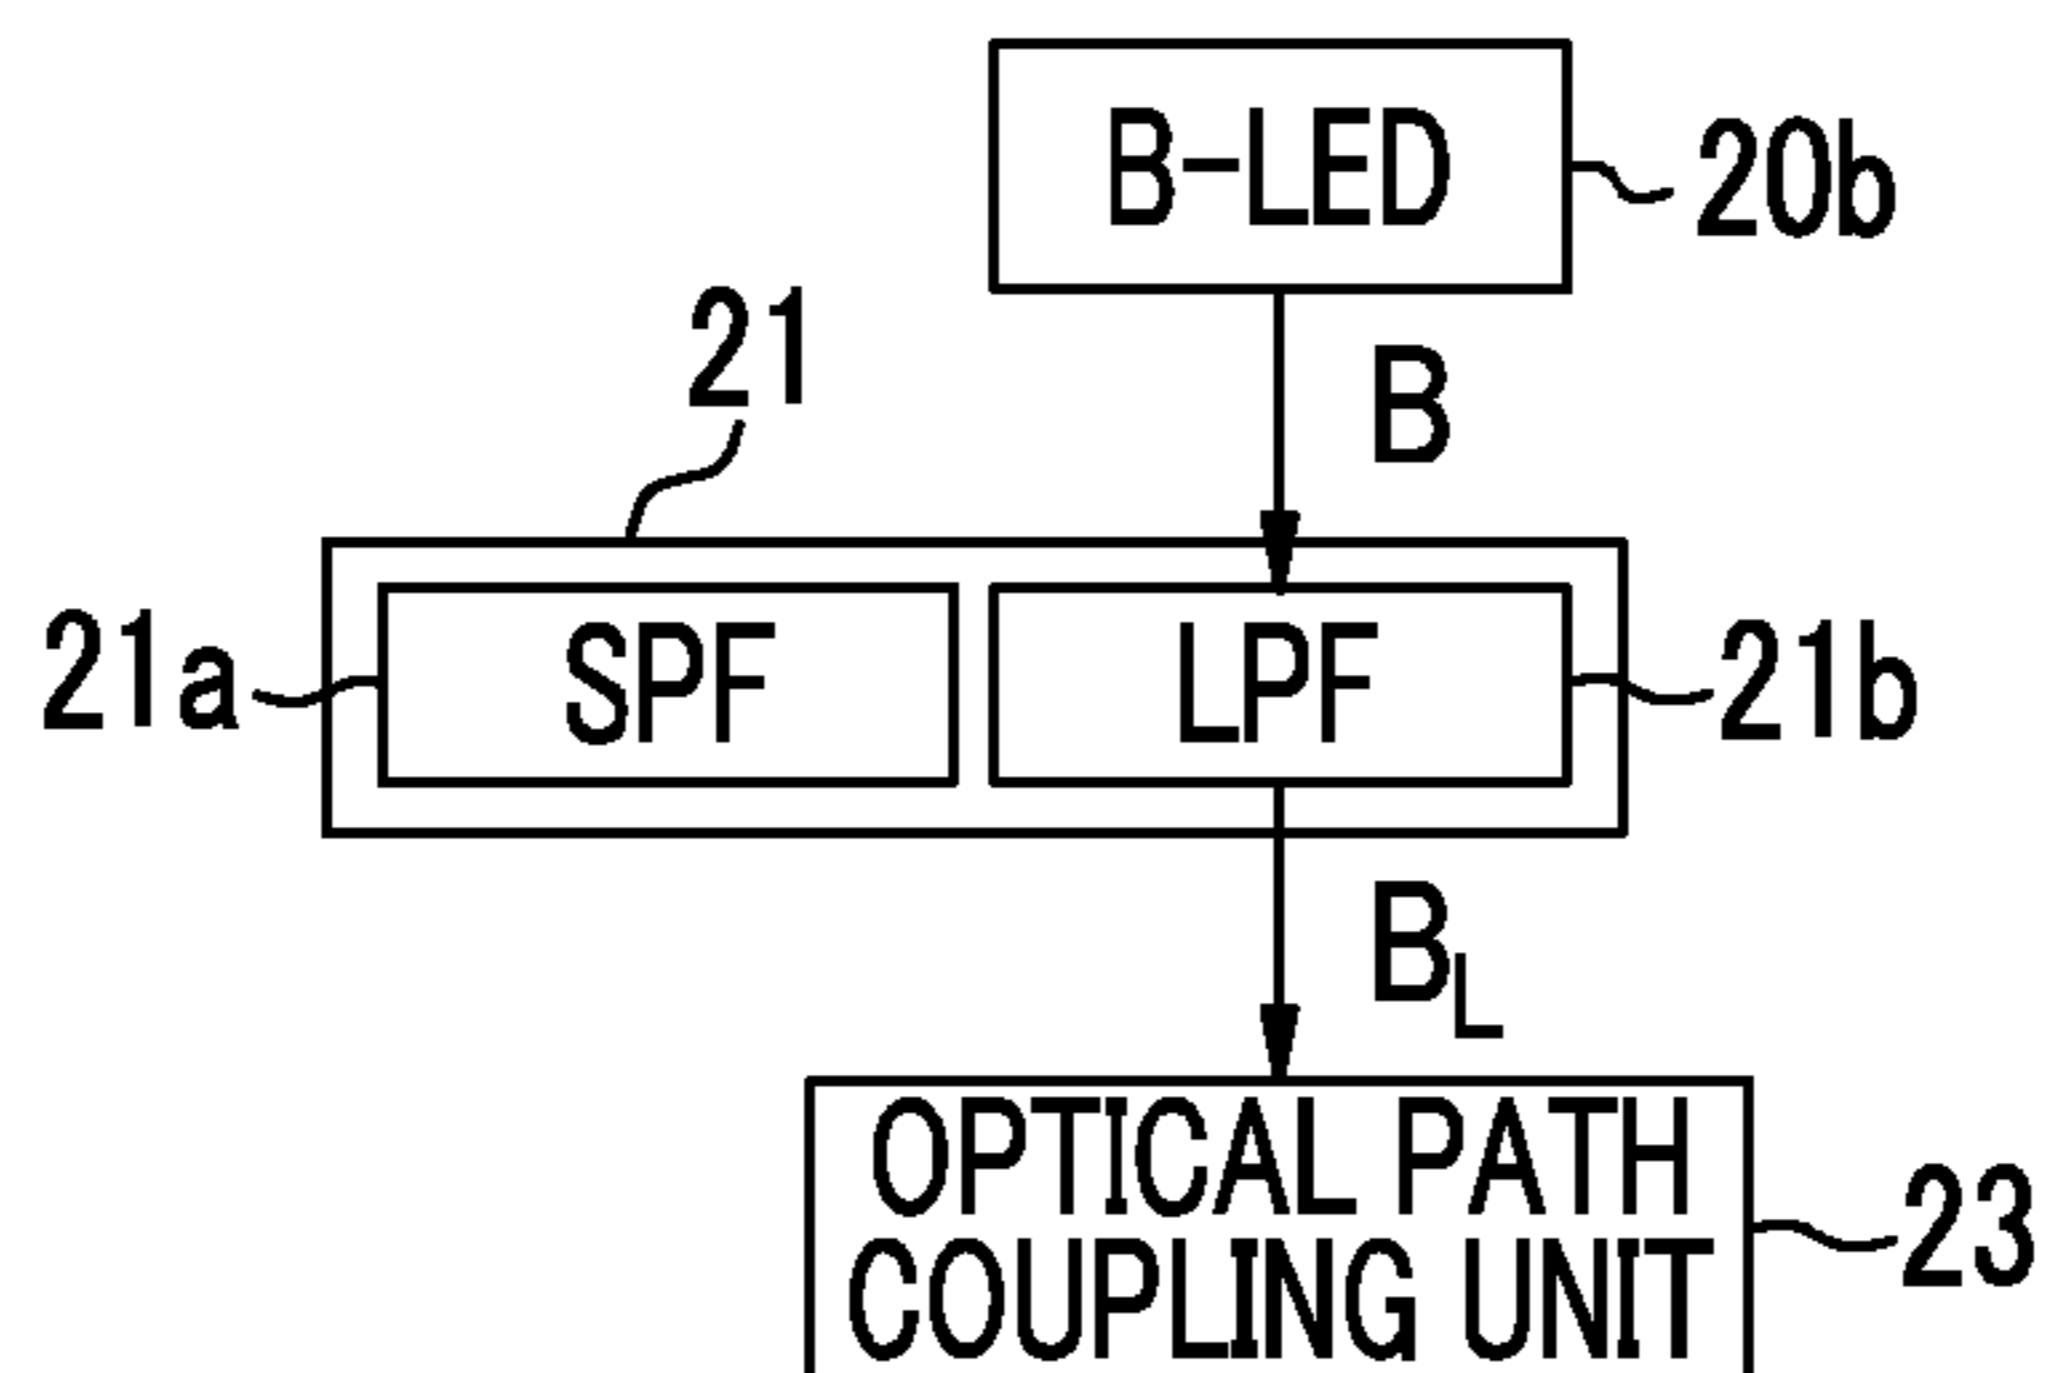 B-LED
20b
21
B
21a
SPF
LPF
21b
BL
OPTICAL PATH
COUPLING UNIT
23